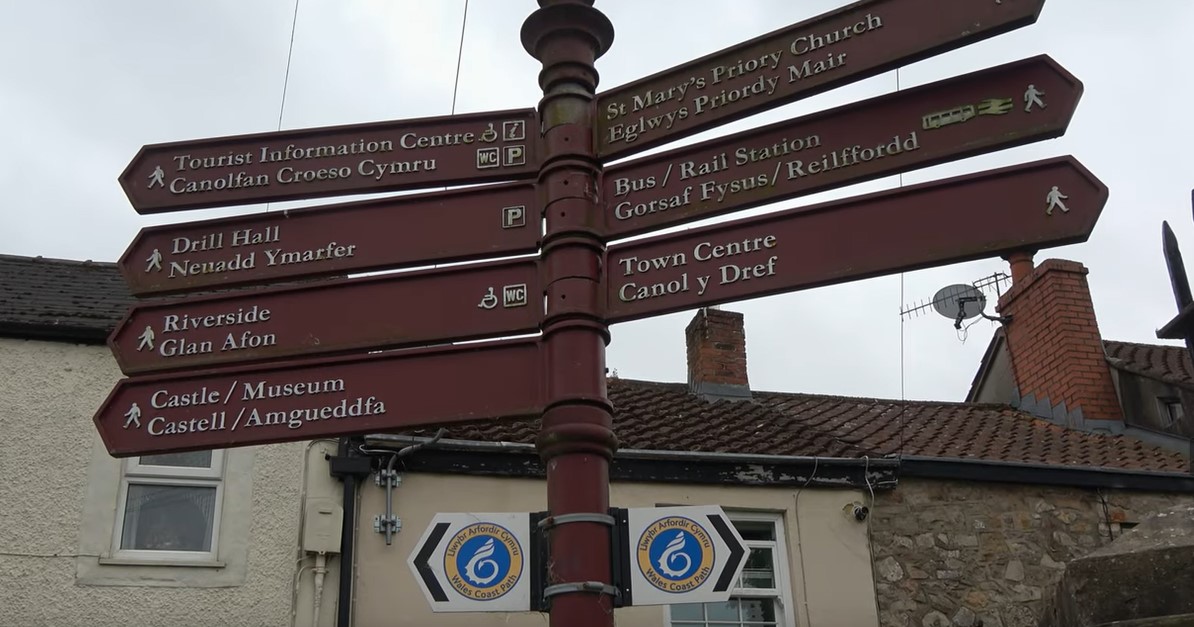 Tourist Information Centre
Canolfan Croeso Cymru
i
WC P
Drill Hall
Neuadd Ymarfer
P
Riverside
Glan Afon
WC
Castle / Museum
Castell / Amgueddfa
St Mary's Priory Church
Eglwys Priordy Mair
Bus / Rail Station
Gorsaf Fysus / Reilffordd
Town Centre
Canol y Dref
Llwybr Arfordir Cymru
Wales Coast Path
Llwybr Arfordir Cymru
Wales Coast Path